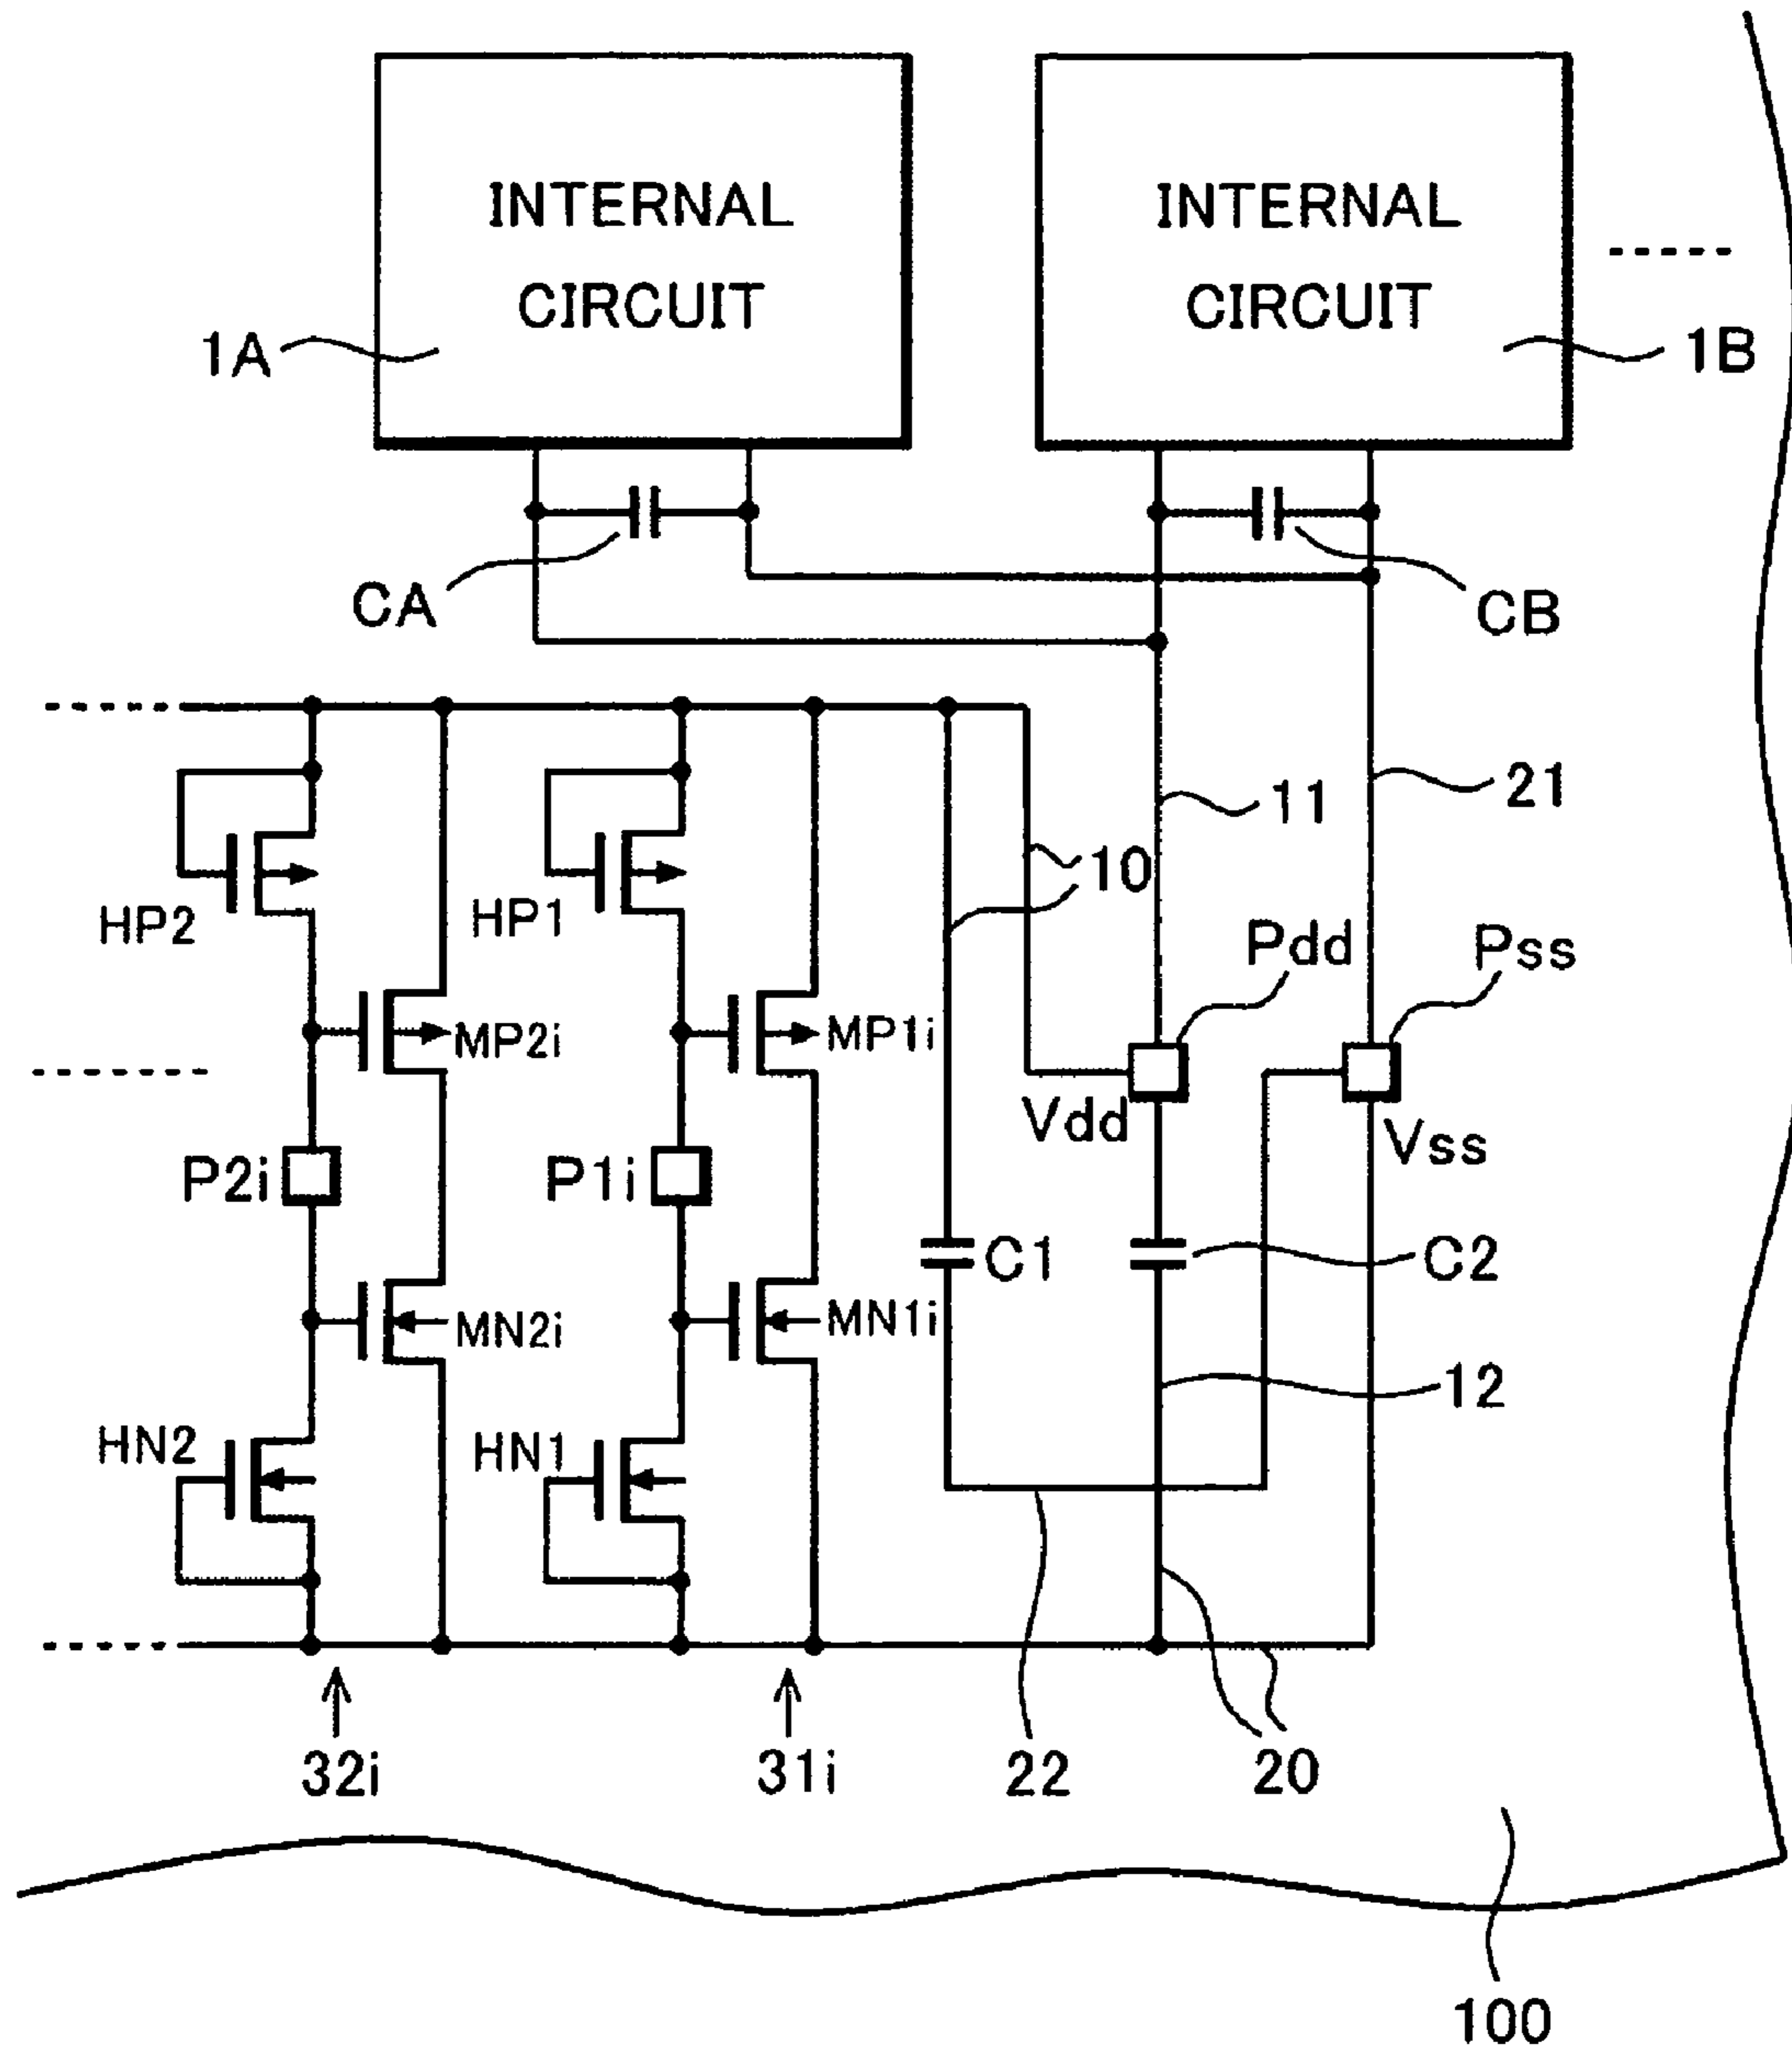 INTERNAL
CIRCUIT
INTERNAL
CIRCUIT
1A
1B
CA
CB
11
21
10
HP2
HP1
Pdd
Pss
MP2i
MP1i
Vdd
Vss
P2i
P1i
C1
C2
MN2i
MN1i
12
HN2
HN1
32i
31i
22
20
100